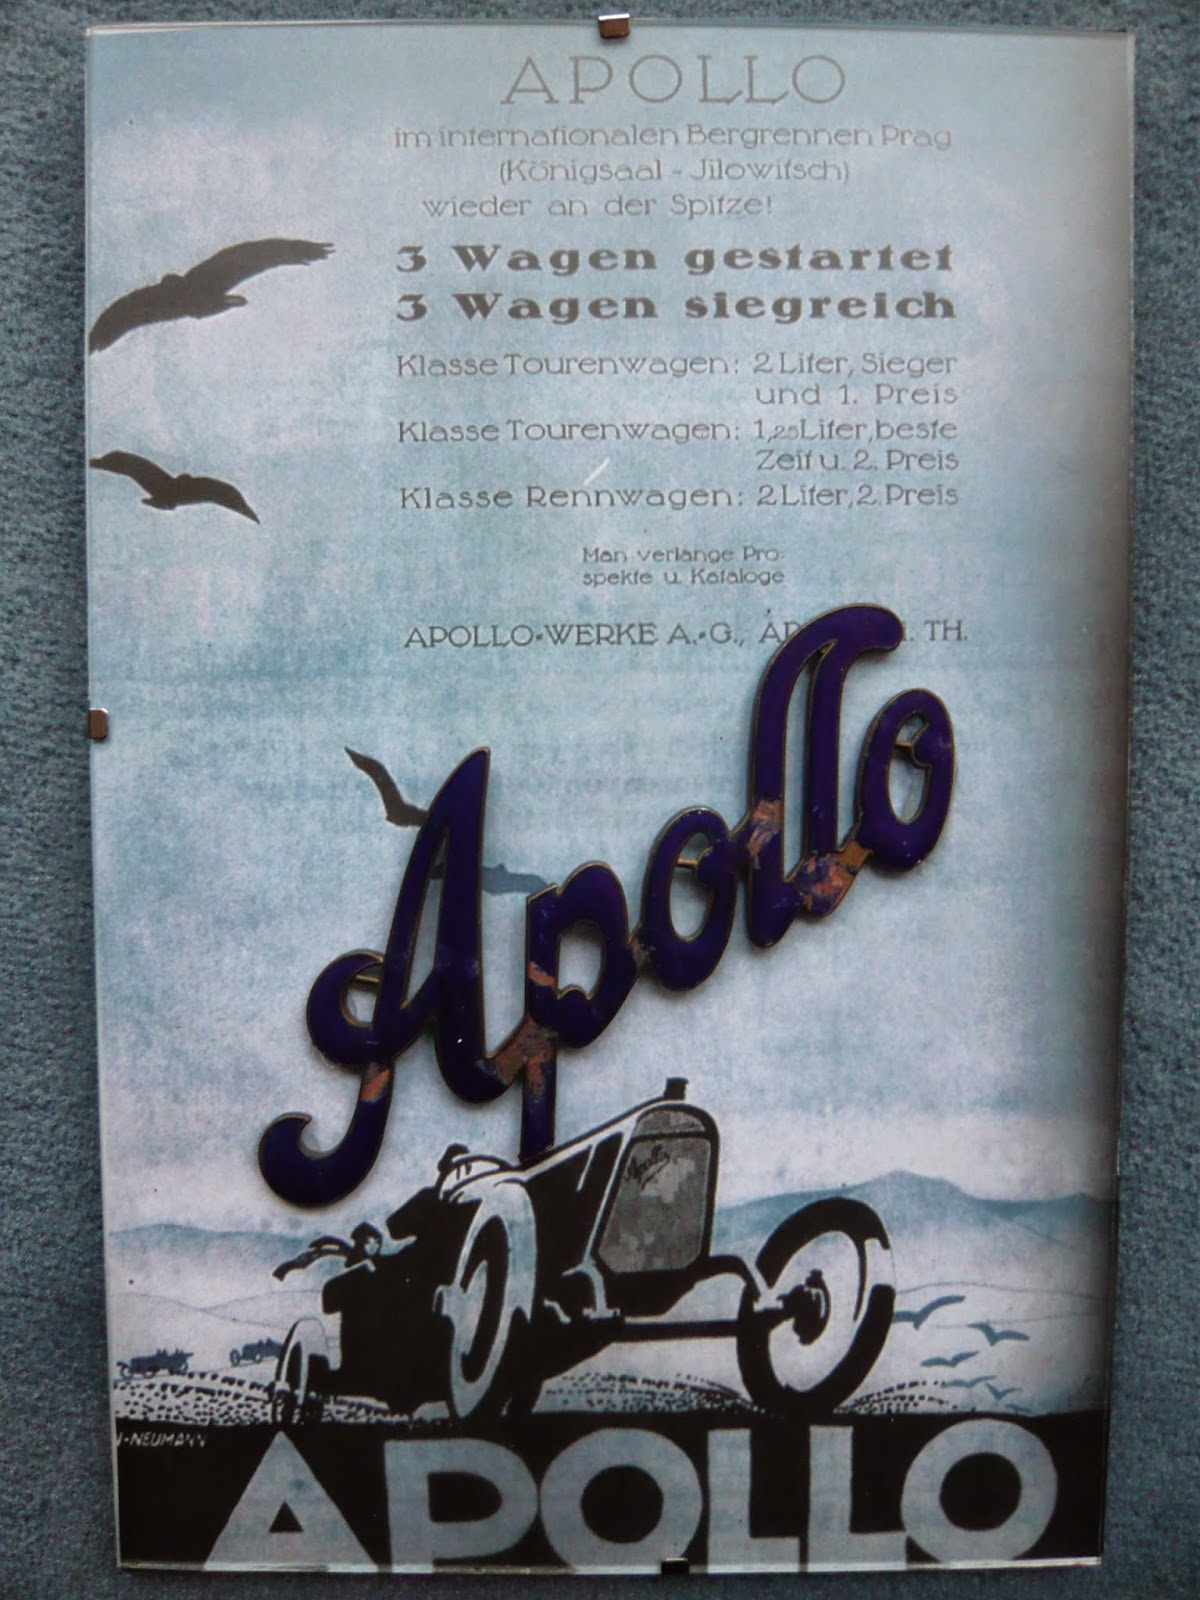 APOLLO
im internationalen Bergrennen Prag
(Königsaal - Jilowitsch)
wieder an der Spitze!
3 Wagen gestartet
3 Wagen siegreich
Klasse Tourenwagen: 2 Liter, Sieger
und 1. Preis
Klasse Tourenwagen: 1,25 Liter, beste
Zeit u. 2. Preis
Klasse Rennwagen: 2 Liter, 2. Preis
Man verlange Pro-
spekte u. Kataloge
APOLLO-WERKE A.-G., AP TH.
Apollo
Apollo
NEUMANN
APOLLO